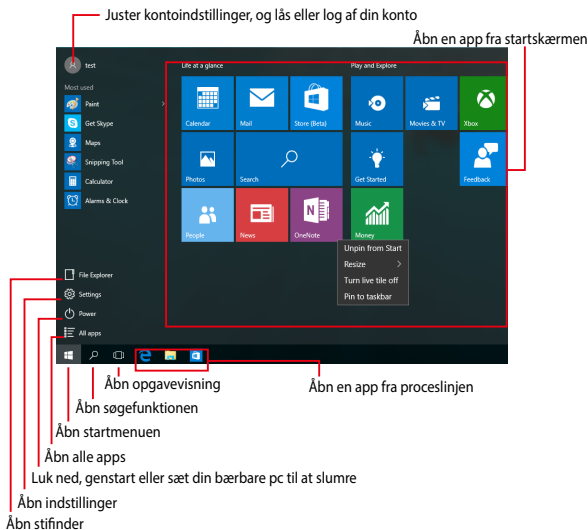 Juster kontoindstillinger, og lås eller log af din konto
Åbn en app fra startskærmen
test
Life at a glance
Play and Explore
Most used
Paint
Get Skype
Maps
Snipping Tool
Calculator
Alarms & Clock
Calendar
Mail
Store (Beta)
Music
Movies & TV
Xbox
Photos
Search
Get Started
Feedback
People
News
OneNote
Money
Unpin from Start
Resize
Turn live tile off
Pin to taskbar
File Explorer
Settings
Power
All apps
Åbn opgavevisning
Åbn en app fra proceslinjen
Åbn søgefunktionen
Åbn startmenuen
Åbn alle apps
Luk ned, genstart eller sæt din bærbare pc til at slumre
Åbn indstillinger
Åbn stifinder